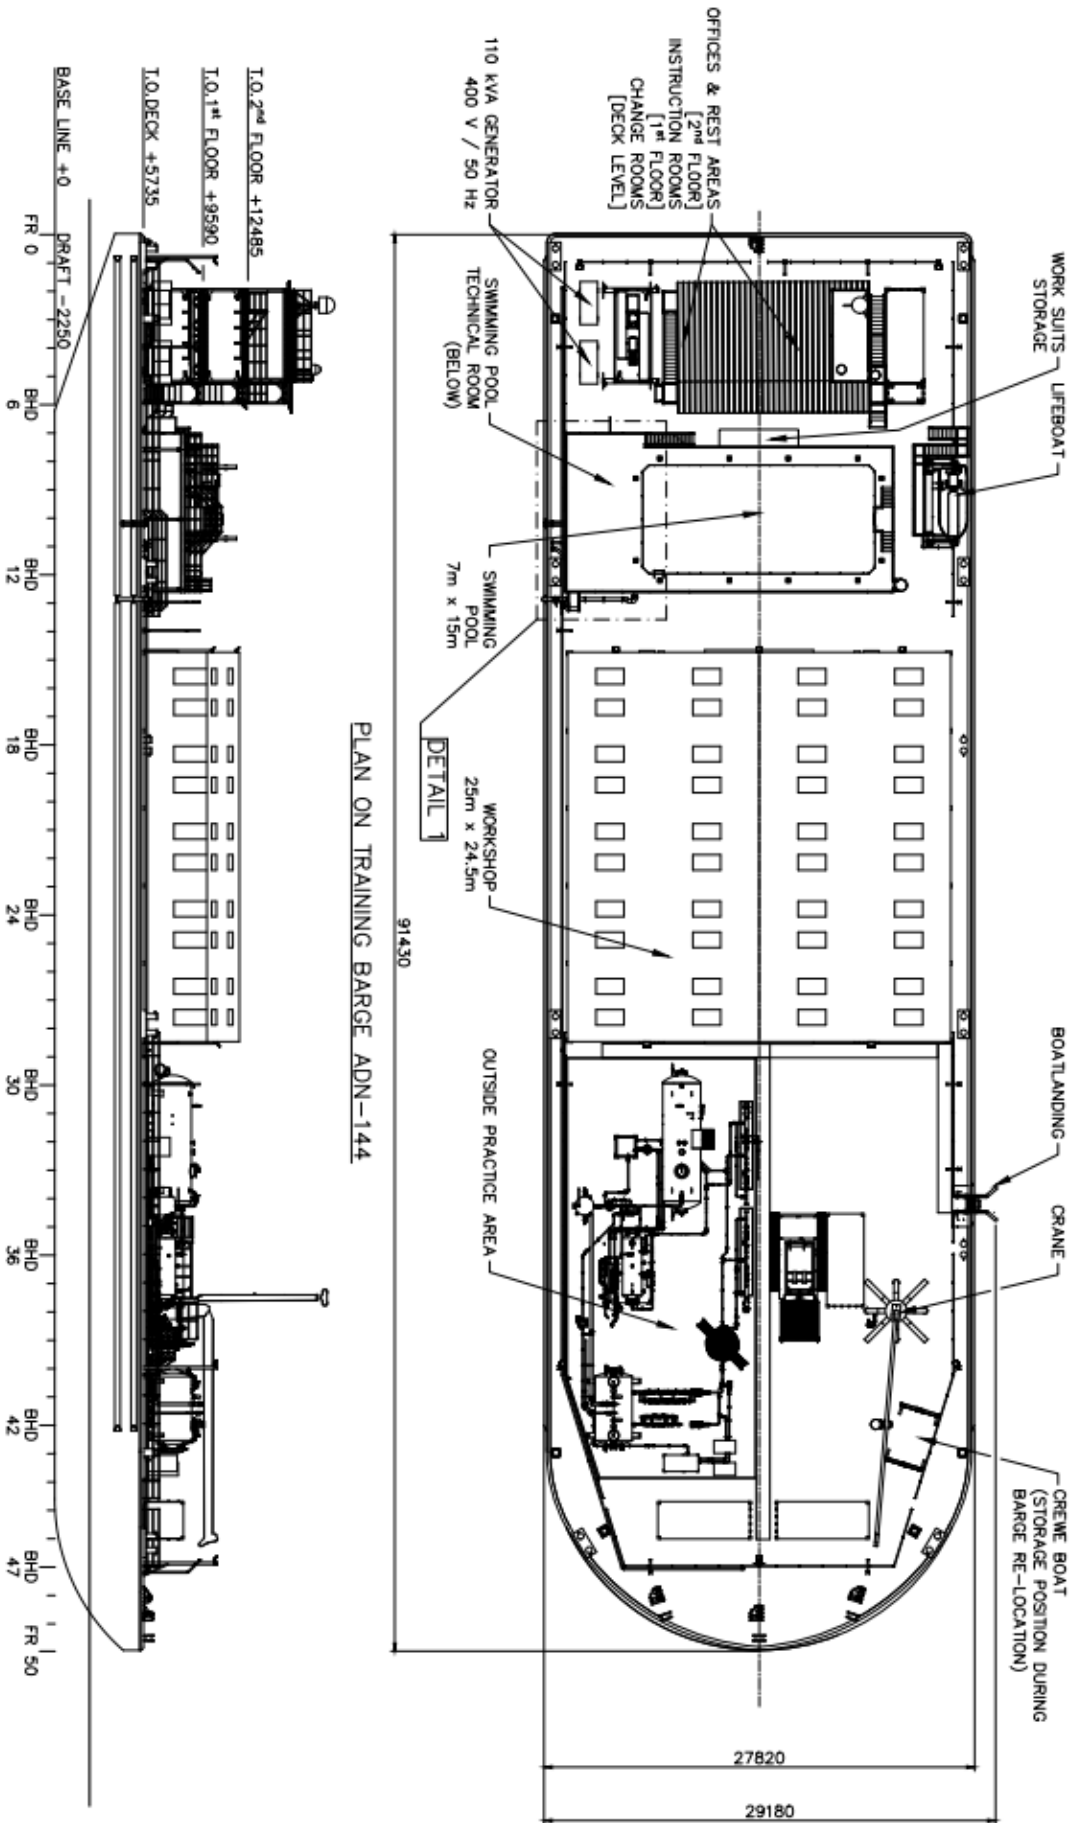 WORK SUITS
STORAGE
LIFEBOAT
BOATLANDING
CRANE
CREWE BOAT
(STORAGE POSITION DURING
BARGE RE-LOCATION)
OFFICES & REST AREAS
[2nd FLOOR]
INSTRUCTION ROOMS
[1st FLOOR]
CHANGE ROOMS
[DECK LEVEL]
110 kVA GENERATOR
400 V / 50 Hz
SWIMMING POOL
TECHNICAL ROOM
(BELOW)
SWIMMING
POOL
7m x 15m
DETAIL 1
WORKSHOP
25m x 24.5m
OUTSIDE PRACTICE AREA
27820
29180
91430
PLAN ON TRAINING BARGE ADN-144
T.O.2nd FLOOR +12485
T.O.1st FLOOR +9590
T.O.DECK +5735
BASE LINE +0
DRAFT -2250
FR 0
BHD
6
BHD
12
BHD
18
BHD
24
BHD
30
BHD
36
BHD
42
BHD
47
FR 50